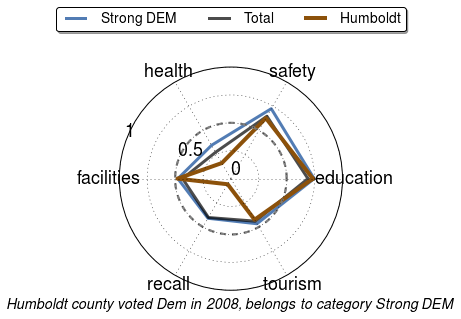 Strong DEM Total Humboldt
health safety
1
0.5
0
facilities education
recall tourism
Humboldt county voted Dem in 2008, belongs to category Strong DEM